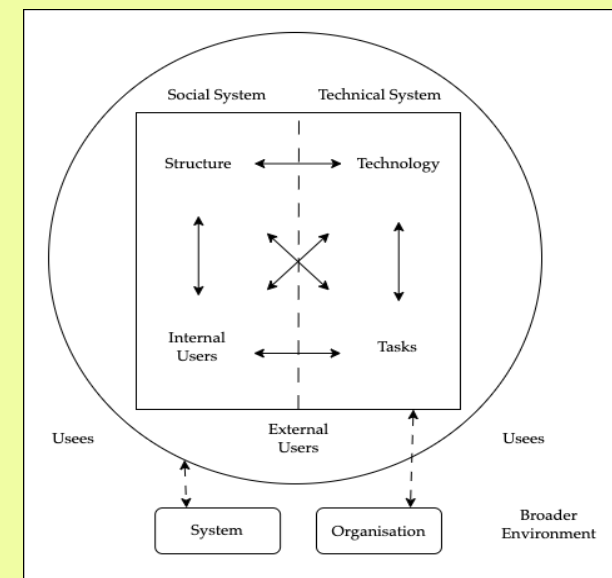 Social System
Technical System
Structure
Technology
Internal
Users
Tasks
External
Users
Usees
Usees
System
Organisation
Broader
Environment